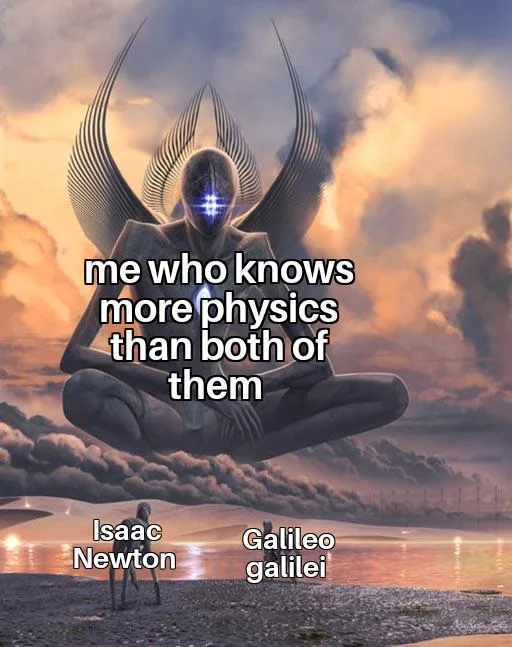 me who knows
more physics
than both of
them
Isaac
Newton
Galileo
galilei